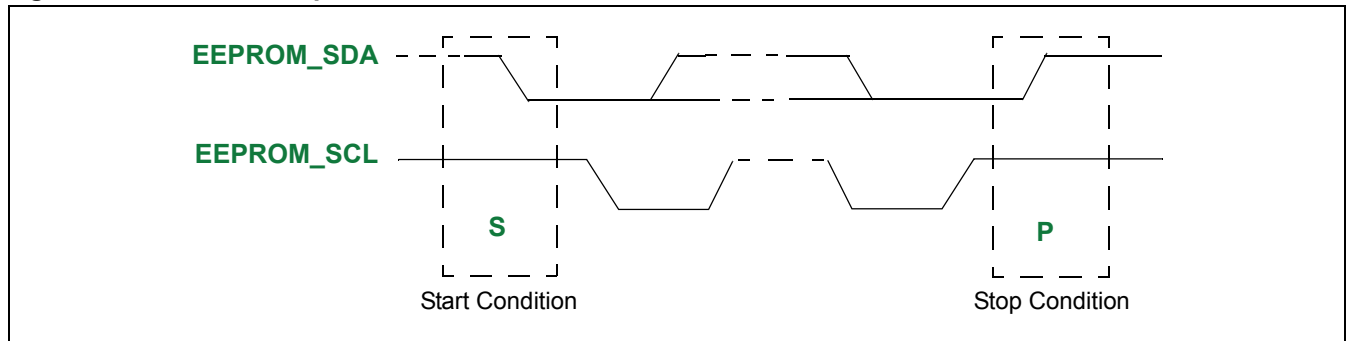 EEPROM_SDA
EEPROM_SCL
S
P
Start Condition
Stop Condition